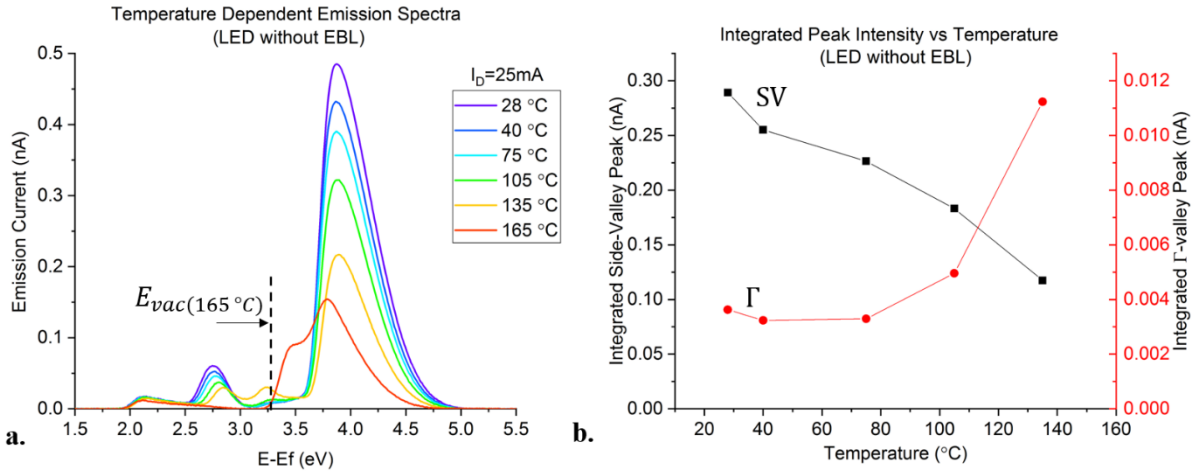 Temperature Dependent Emission Spectra
(LED without EBL)
I_D=25mA
28 °C
40 °C
75 °C
105 °C
135 °C
165 °C
E_vac(165 °C)
Emission Current (nA)
0.5
0.4
0.3
0.2
0.1
0.0
1.5 2.0 2.5 3.0 3.5 4.0 4.5 5.0 5.5
E-Ef (eV)
a.
Integrated Peak Intensity vs Temperature
(LED without EBL)
SV
Γ
Integrated Side-Valley Peak (nA)
0.30
0.25
0.20
0.15
0.10
0.05
0.00
20 40 60 80 100 120 140 160
Temperature (°C)
Integrated Γ-valley Peak (nA)
0.012
0.010
0.008
0.006
0.004
0.002
0.000
b.